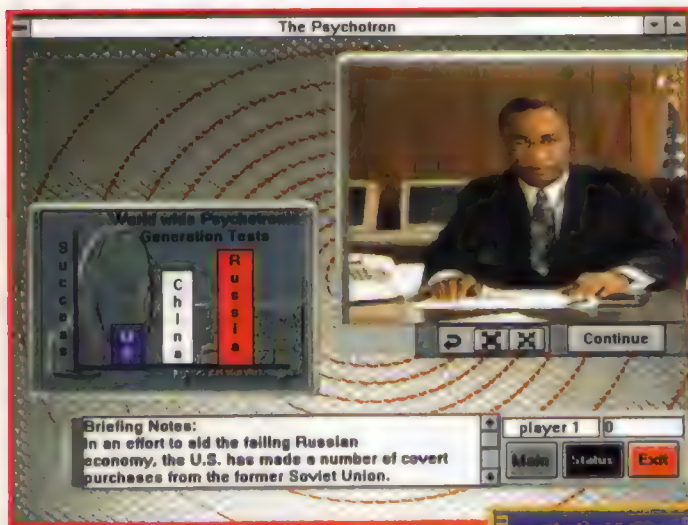 The Psychotron
World wide Psychotronic
Generation Tests
Success
U
China
Russia
Continue
Briefing Notes:
In an effort to aid the failing Russian
economy, the U.S. has made a number of covert
purchases from the former Soviet Union.
player 1 0
Main Status Exit